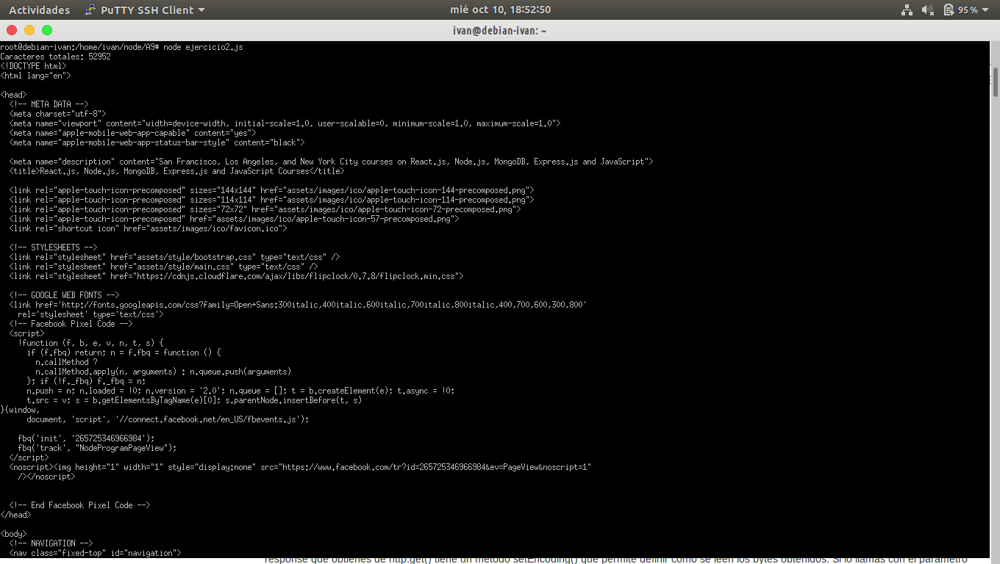 Actividades PuTTY SSH Client mié oct 10, 18:52:50 95 %
ivan@debian-ivan: ~
root@debian-ivan:/home/ivan/node/A9# node ejercicio2.js
Caracteres totales: 52952
<!DOCTYPE html>
<html lang="en">
<head>
<!-- META DATA -->
<meta charset="utf-8">
<meta name="viewport" content="width=device-width, initial-scale=1.0, user-scalable=0, minimum-scale=1.0, maximum-scale=1.0">
<meta name="apple-mobile-web-app-capable" content="yes">
<meta name="apple-mobile-web-app-status-bar-style" content="black">
<meta name="description" content="San Francisco, Los Angeles, and New York City courses on React.js, Node.js, MongoDB, Express.js and JavaScript">
<title>React.js, Node.js, MongoDB, Express.js and JavaScript Courses</title>
<link rel="apple-touch-icon-precomposed" sizes="144x144" href="assets/images/ico/apple-touch-icon-144-precomposed.png">
<link rel="apple-touch-icon-precomposed" sizes="114x114" href="assets/images/ico/apple-touch-icon-114-precomposed.png">
<link rel="apple-touch-icon-precomposed" sizes="72x72" href="assets/images/ico/apple-touch-icon-72-precomposed.png">
<link rel="apple-touch-icon-precomposed" href="assets/images/ico/apple-touch-icon-57-precomposed.png">
<link rel="shortcut icon" href="assets/images/ico/favicon.ico">
<!-- STYLESHEETS -->
<link rel="stylesheet" href="assets/style/bootstrap.css" type="text/css" />
<link rel="stylesheet" href="assets/style/main.css" type="text/css" />
<link rel="stylesheet" href="https://cdnjs.cloudflare.com/ajax/libs/flipclock/0.7.8/flipclock.min.css">
<!-- GOOGLE WEB FONTS -->
<link href='http://fonts.googleapis.com/css?family=Open+Sans:300italic,400italic,600italic,700italic,800italic,400,700,600,300,800'
rel='stylesheet' type='text/css'>
<!-- Facebook Pixel Code -->
<script>
!function (f, b, e, v, n, t, s) {
if (f.fbq) return; n = f.fbq = function () {
n.callMethod ?
n.callMethod.apply(n, arguments) : n.queue.push(arguments)
}; if (!f._fbq) f._fbq = n;
n.push = n; n.loaded = !0; n.version = '2.0'; n.queue = []; t = b.createElement(e); t.async = !0;
t.src = v; s = b.getElementsByTagName(e)[0]; s.parentNode.insertBefore(t, s)
}(window,
document, 'script', '//connect.facebook.net/en_US/fbevents.js');
fbq('init', '265725346966984');
fbq('track', "NodeProgramPageView");
</script>
<noscript><img height="1" width="1" style="display:none" src="https://www.facebook.com/tr?id=265725346966984&ev=PageView&noscript=1"
/></noscript>
<!-- End Facebook Pixel Code -->
</head>
<body>
<!-- NAVIGATION -->
<nav class="fixed-top" id="navigation">
response que obtienes de http.get() tiene un método setEncoding() que permite definir como se leen los bytes obtenidos. Si lo llamas con el parámetro